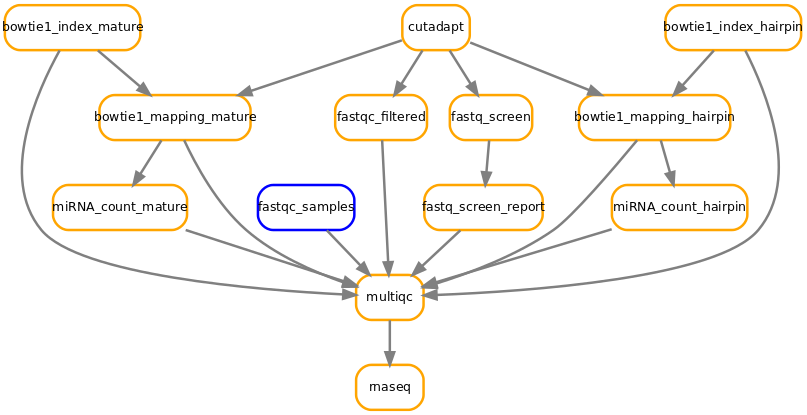 bowtie1_index_mature
cutadapt
bowtie1_index_hairpin
bowtie1_mapping_mature
fastqc_filtered
fastq_screen
bowtie1_mapping_hairpin
miRNA_count_mature
fastqc_samples
fastq_screen_report
miRNA_count_hairpin
multiqc
rnaseq